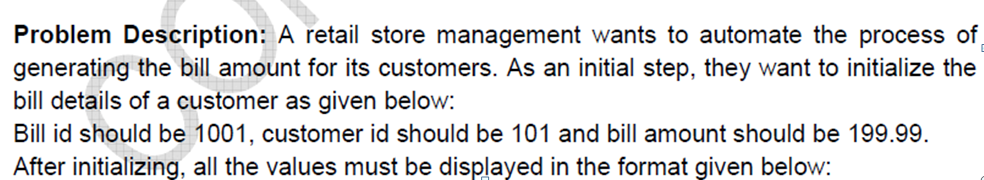 Problem Description: A retail store management wants to automate the process of
generating the bill amount for its customers. As an initial step, they want to initialize the
bill details of a customer as given below:
Bill id should be 1001, customer id should be 101 and bill amount should be 199.99.
After initializing, all the values must be displayed in the format given below: